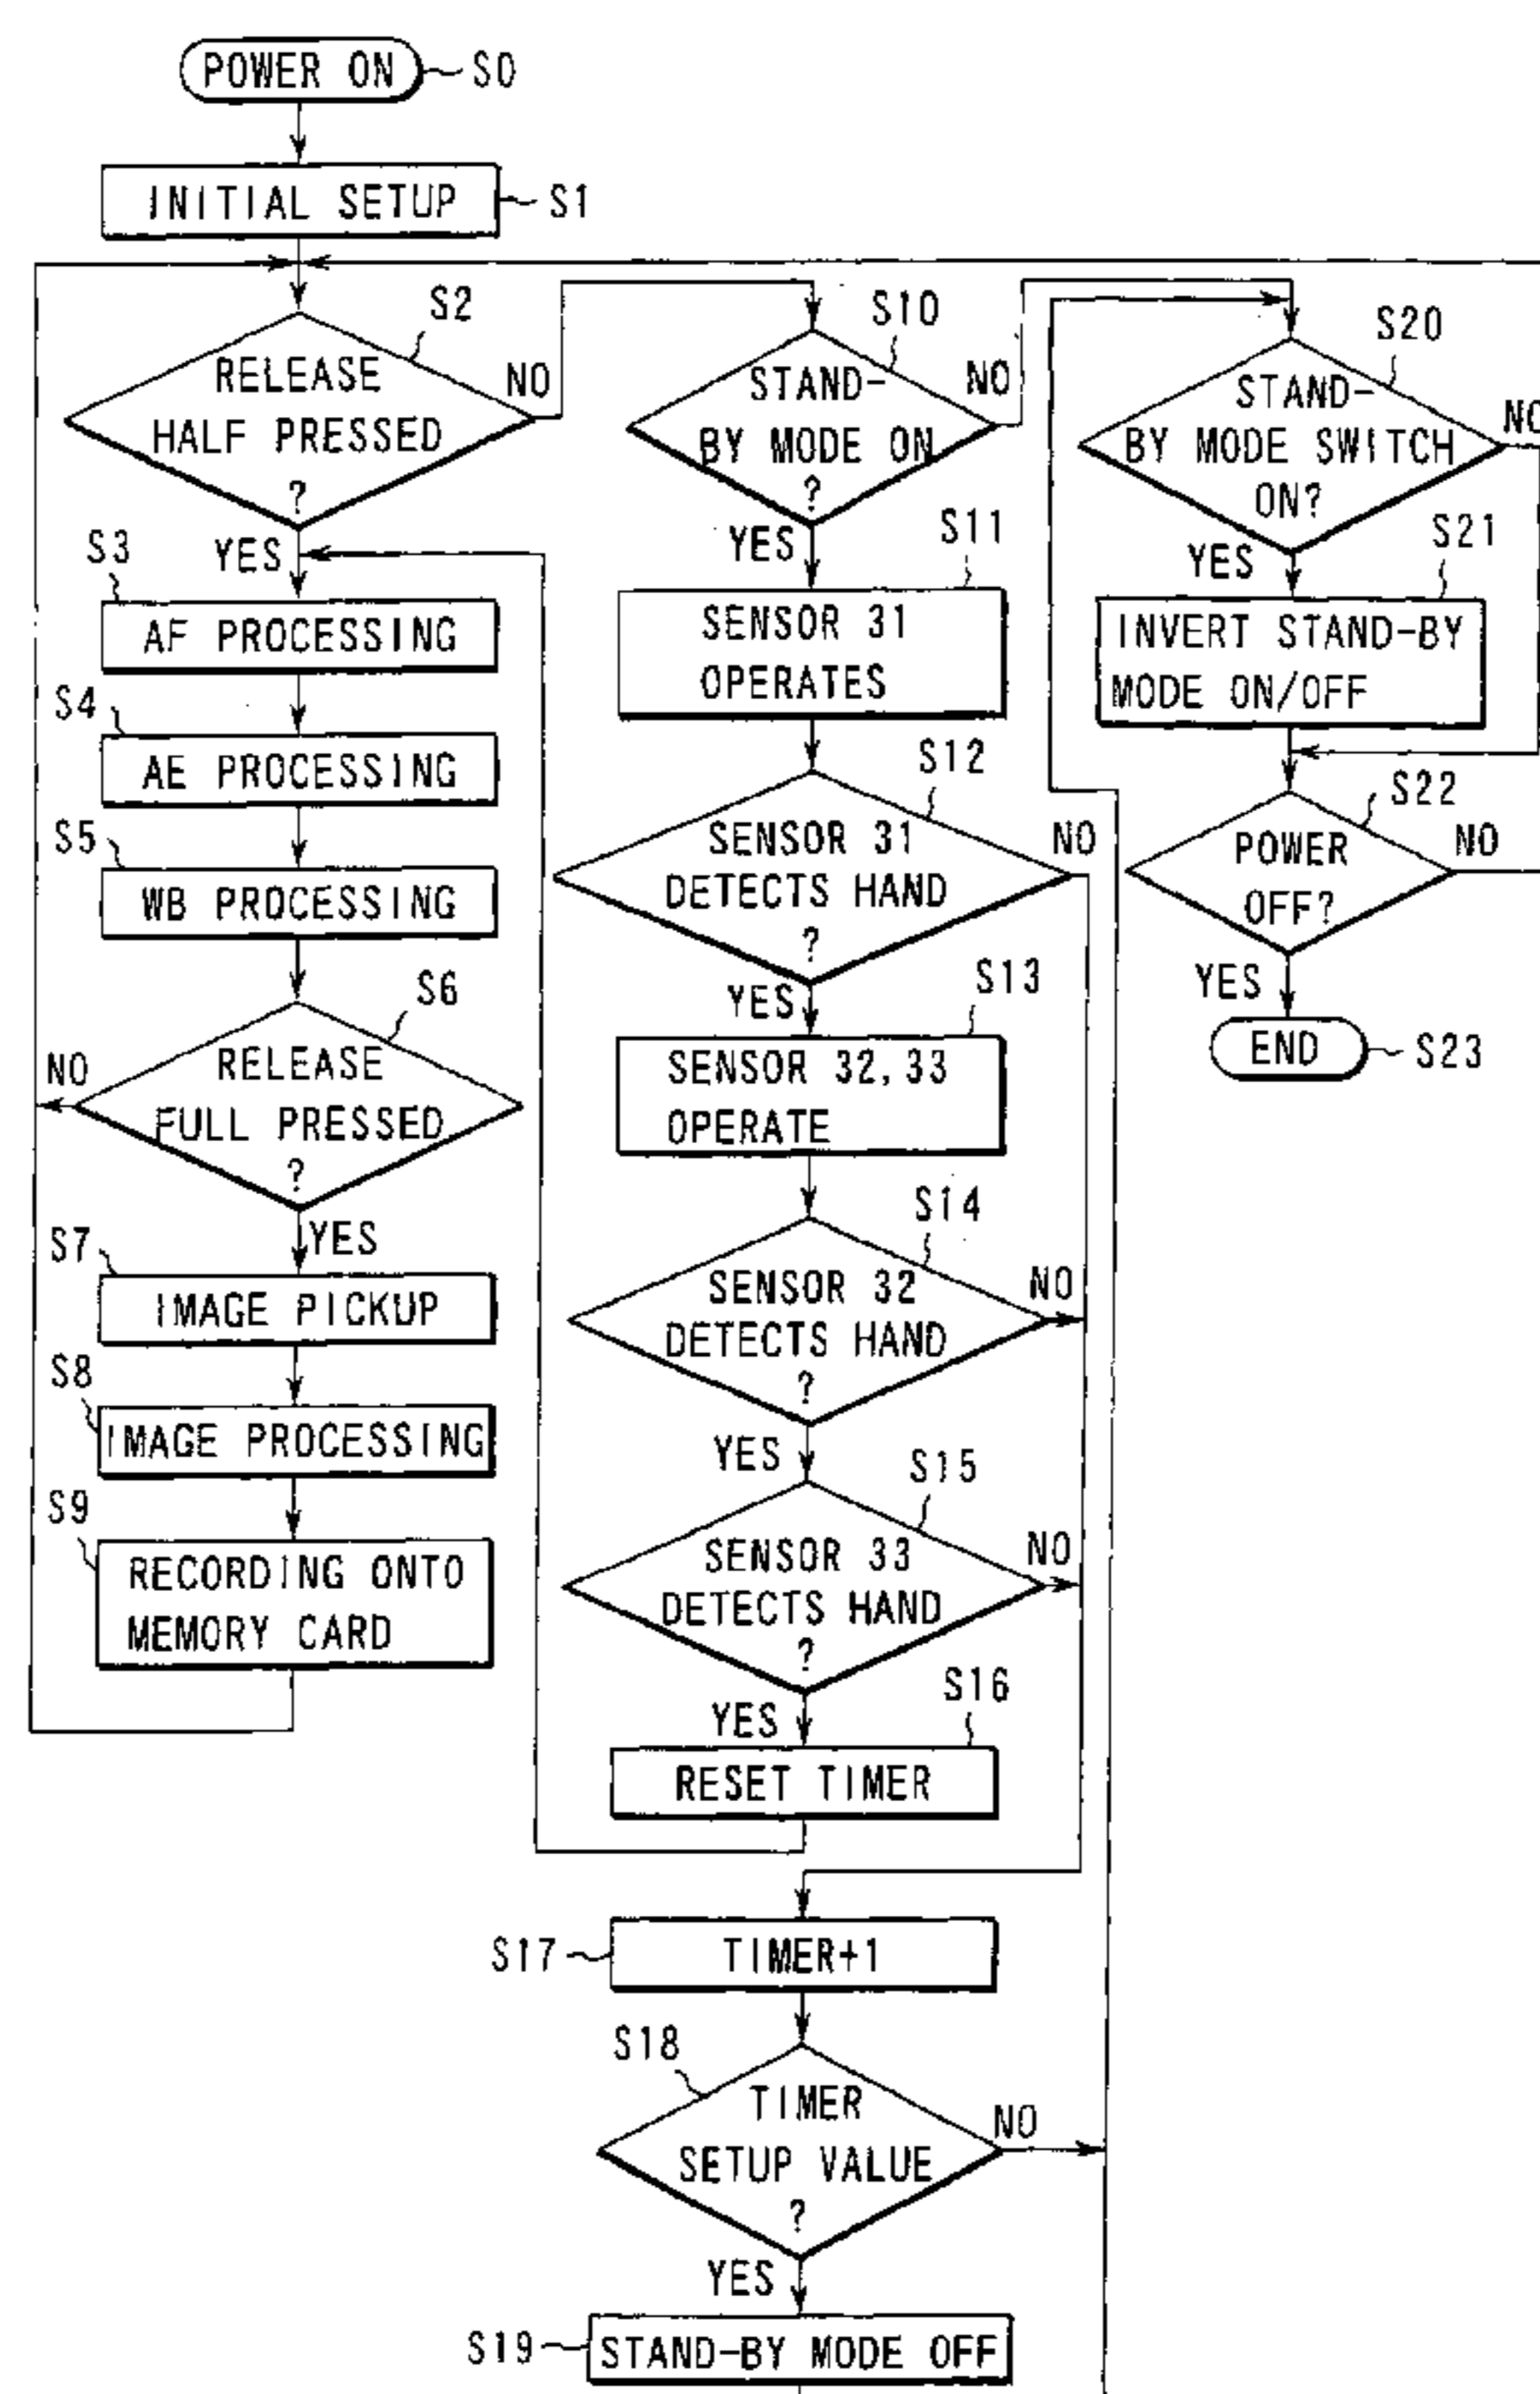 POWER ON
S0
INITIAL SETUP
S1
S2
RELEASE
HALF PRESSED
?
NO
YES
S3
AF PROCESSING
S4
AE PROCESSING
S5
WB PROCESSING
S6
RELEASE
FULL PRESSED
?
NO
YES
S7
IMAGE PICKUP
S8
IMAGE PROCESSING
S9
RECORDING ONTO
MEMORY CARD
S10
STAND-
BY MODE ON
?
NO
YES
S11
SENSOR 31
OPERATES
S12
SENSOR 31
DETECTS HAND
?
NO
YES
S13
SENSOR 32,33
OPERATE
S14
SENSOR 32
DETECTS HAND
?
NO
YES
S15
SENSOR 33
DETECTS HAND
?
NO
YES
S16
RESET TIMER
S17
TIMER+1
S18
TIMER
SETUP VALUE
?
NO
YES
S19
STAND-BY MODE OFF
S20
STAND-
BY MODE SWITCH
ON?
NO
YES
S21
INVERT STAND-BY
MODE ON/OFF
S22
POWER
OFF?
NO
YES
END
S23